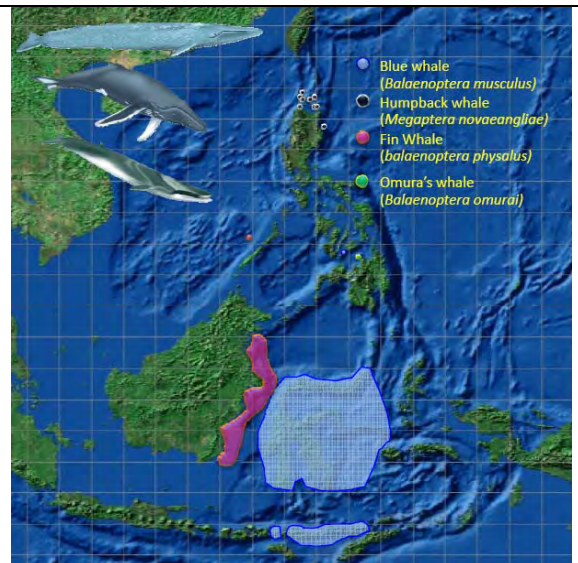 Blue whale
(Balaenoptera musculus)
Humpback whale
(Megaptera novaeangliae)
Fin Whale
(balaenoptera physalus)
Omura's whale
(Balaenoptera omurai)